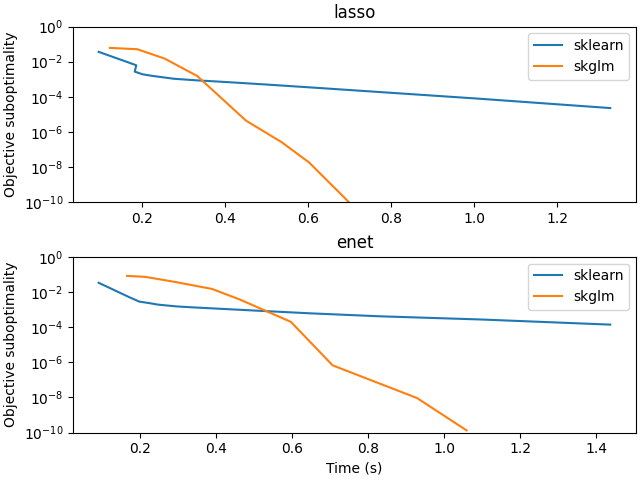 lasso
Objective suboptimality
10^0
10^-2
10^-4
10^-6
10^-8
10^-10
sklearn
skglm
0.2 0.4 0.6 0.8 1.0 1.2
enet
Objective suboptimality
10^0
10^-2
10^-4
10^-6
10^-8
10^-10
sklearn
skglm
0.2 0.4 0.6 0.8 1.0 1.2 1.4
Time (s)